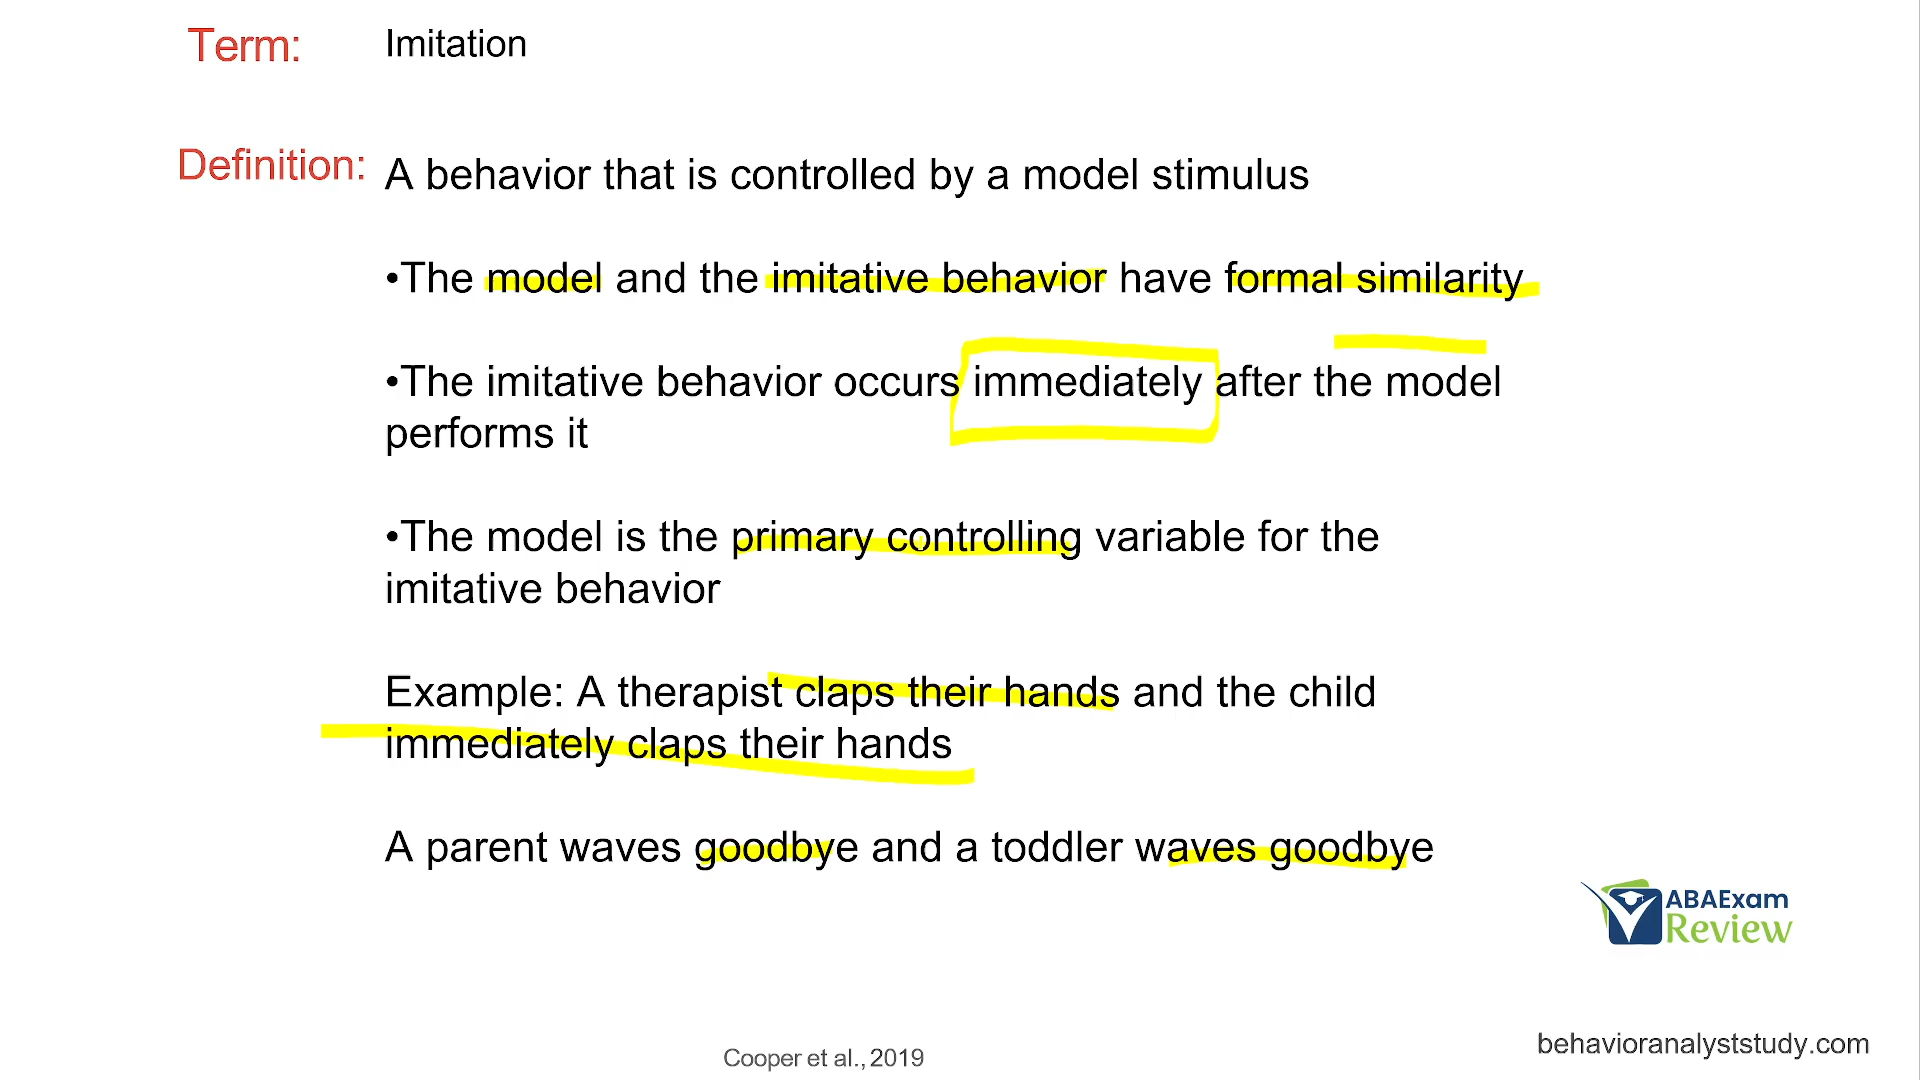 Term: Imitation
Definition: A behavior that is controlled by a model stimulus
•The model and the imitative behavior have formal similarity
•The imitative behavior occurs immediately after the model
performs it
•The model is the primary controlling variable for the
imitative behavior
Example: A therapist claps their hands and the child
immediately claps their hands
A parent waves goodbye and a toddler waves goodbye
ABAExam
Review
Cooper et al., 2019
behavioranalyststudy.com